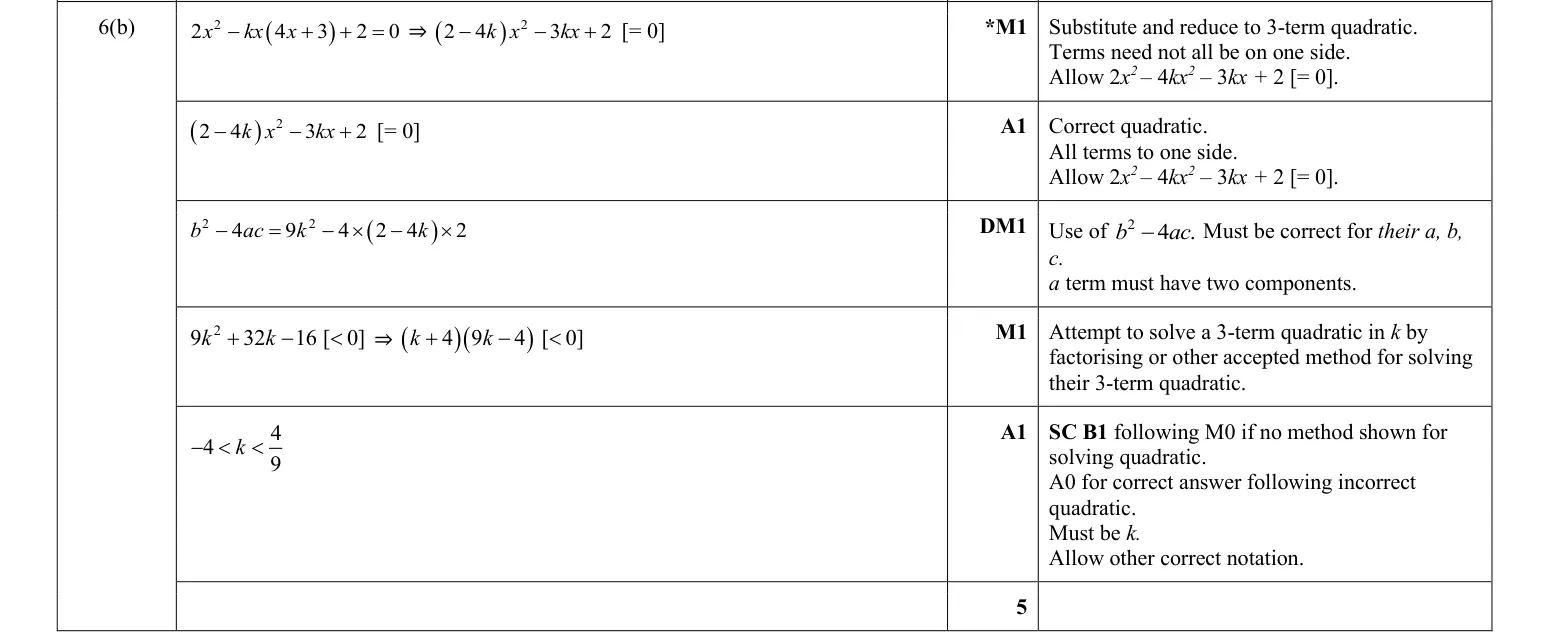 6(b)
2x² – kx(4x + 3) + 2 = 0 ⇒ (2 – 4k)x² – 3kx + 2 [= 0]
*M1
Substitute and reduce to 3-term quadratic.
Terms need not all be on one side.
Allow 2x² – 4kx² – 3kx + 2 [= 0].
(2 – 4k)x² – 3kx + 2 [= 0]
A1
Correct quadratic.
All terms to one side.
Allow 2x² – 4kx² – 3kx + 2 [= 0].
b² – 4ac = 9k² – 4 × (2 – 4k) × 2
DM1
Use of b² – 4ac. Must be correct for their a, b,
c.
a term must have two components.
9k² + 32k – 16 [< 0] ⇒ (k + 4)(9k – 4) [< 0]
M1
Attempt to solve a 3-term quadratic in k by
factorising or other accepted method for solving
their 3-term quadratic.
–4 < k < 4/9
A1
SC B1 following M0 if no method shown for
solving quadratic.
A0 for correct answer following incorrect
quadratic.
Must be k.
Allow other correct notation.
5